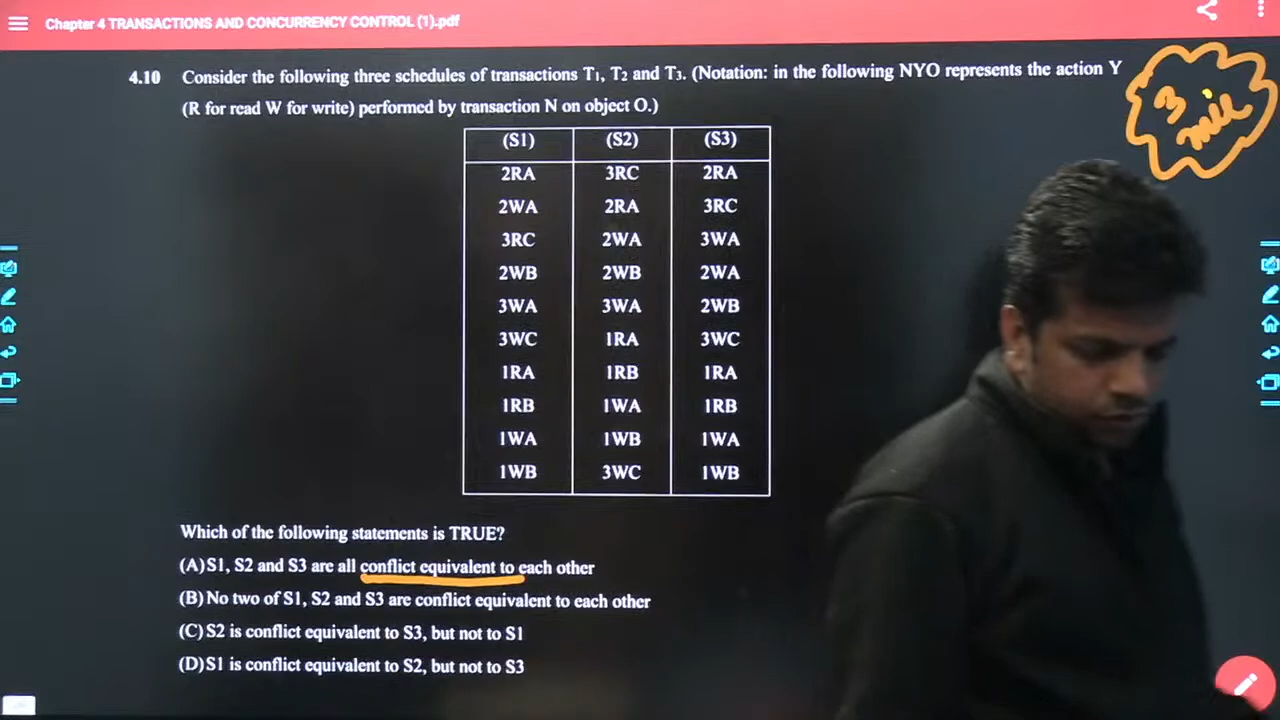 Chapter 4 TRANSACTIONS AND CONCURRENCY CONTROL (1).pdf
3
mil
4.10 Consider the following three schedules of transactions T1, T2 and T3. (Notation: in the following NYO represents the action Y
(R for read W for write) performed by transaction N on object O.)
(S1) (S2) (S3)
2RA 3RC 2RA
2WA 2RA 3RC
3RC 2WA 3WA
2WB 2WB 2WA
3WA 3WA 2WB
3WC 1RA 3WC
1RA 1RB 1RA
1RB 1WA 1RB
1WA 1WB 1WA
1WB 3WC 1WB
Which of the following statements is TRUE?
(A) S1, S2 and S3 are all conflict equivalent to each other
(B) No two of S1, S2 and S3 are conflict equivalent to each other
(C) S2 is conflict equivalent to S3, but not to S1
(D) S1 is conflict equivalent to S2, but not to S3